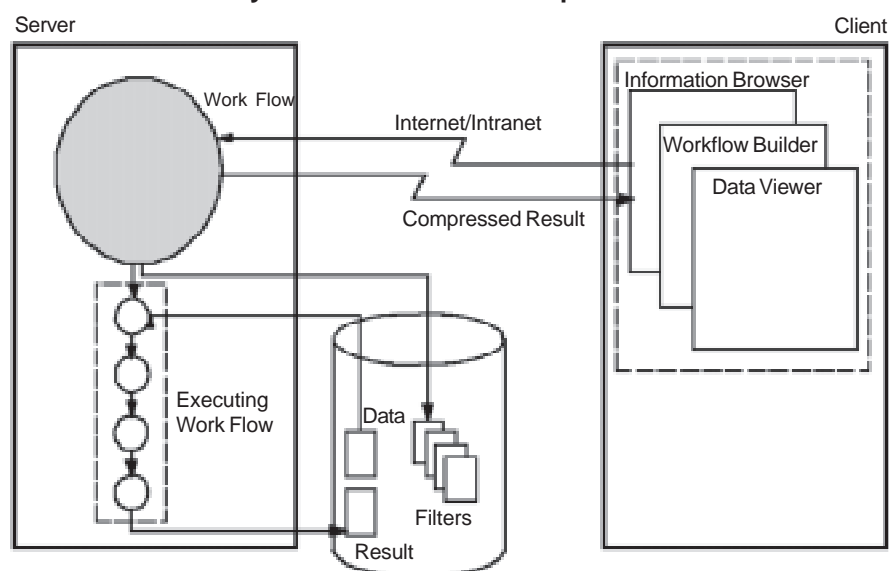 Server
Client
Work Flow
Internet/Intranet
Compressed Result
Information Browser
Workflow Builder
Data Viewer
Executing
Work Flow
Data
Filters
Result